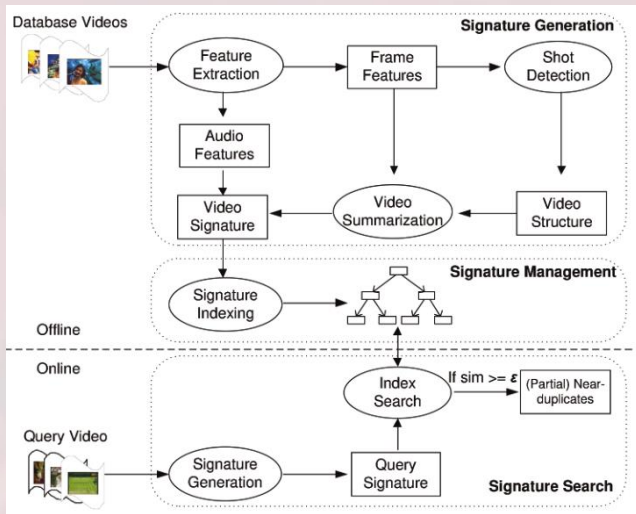 Database Videos
Signature Generation
Feature
Extraction
Frame
Features
Shot
Detection
Audio
Features
Video
Signature
Video
Summarization
Video
Structure
Signature Management
Signature
Indexing
Offline
Online
Index
Search
If sim >= ε
(Partial) Near-
duplicates
Query Video
Signature
Generation
Query
Signature
Signature Search